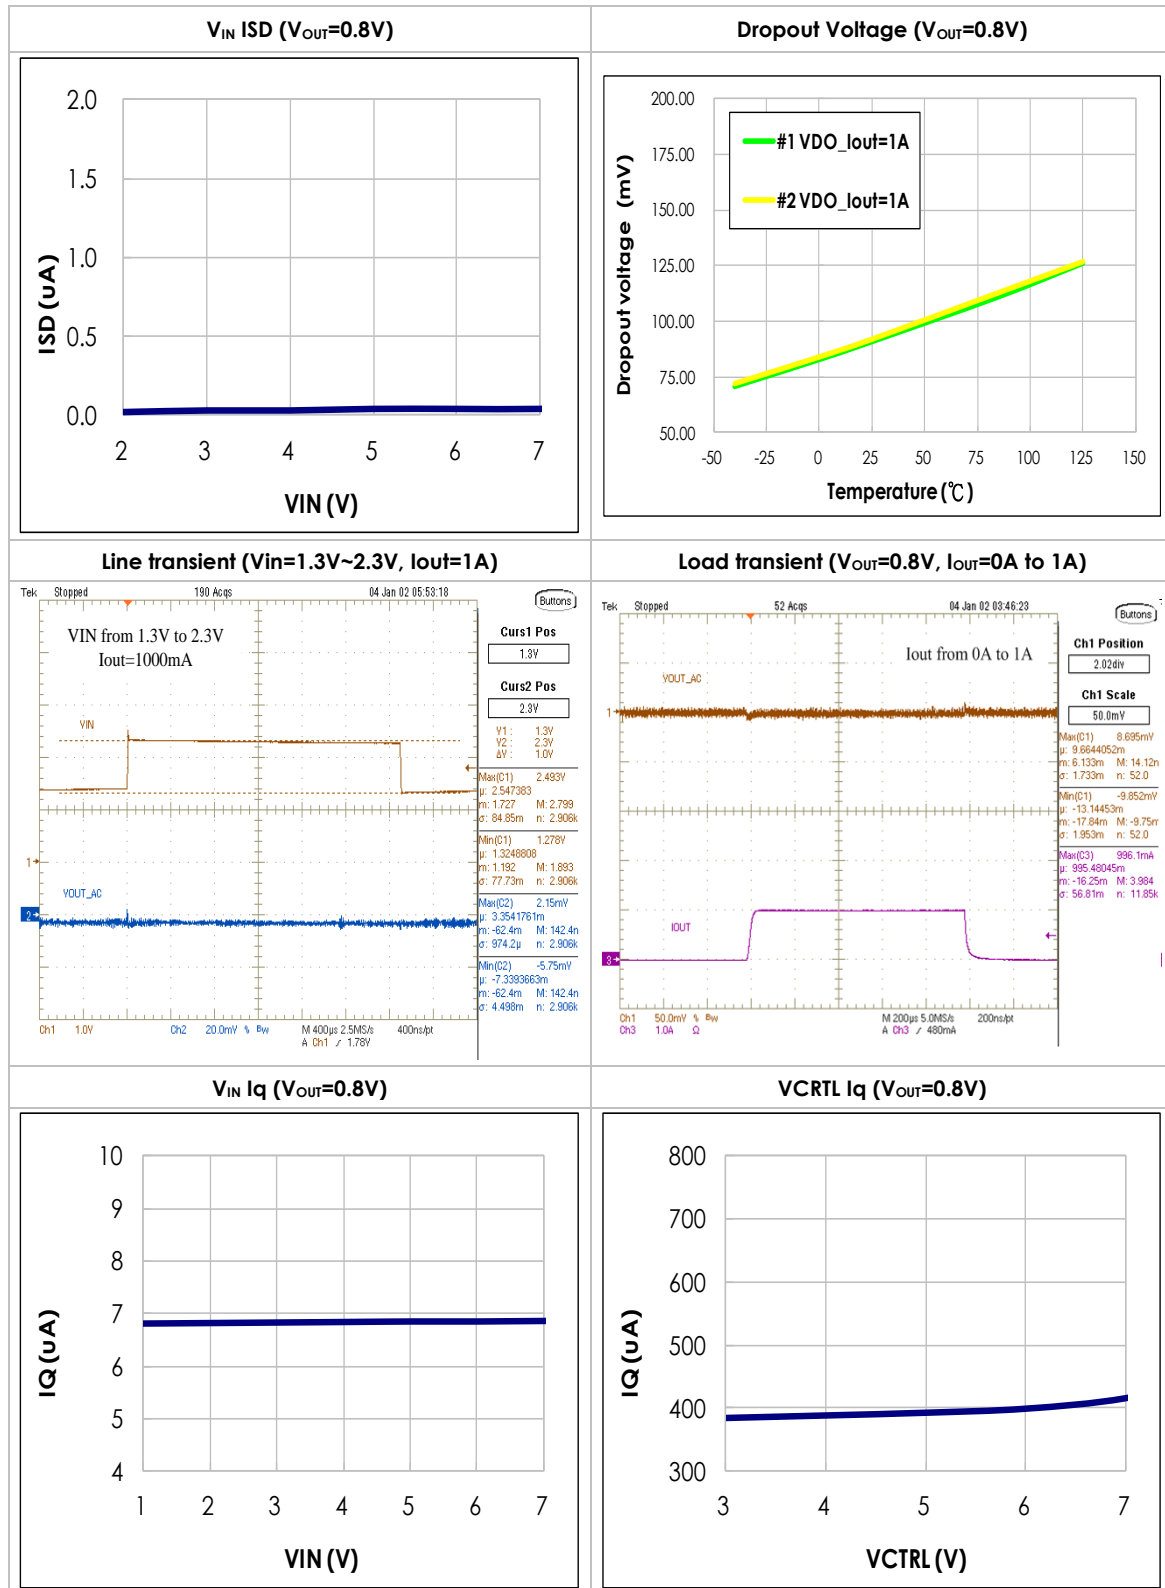 VIN ISD (VOUT=0.8V)
Dropout Voltage (VOUT=0.8V)
2.0
1.5
1.0
0.5
0.0
ISD (uA)
2 3 4 5 6 7
VIN (V)
200.00
175.00
150.00
125.00
100.00
75.00
50.00
Dropout voltage (mV)
#1 VDO_Iout=1A
#2 VDO_Iout=1A
-50 -25 0 25 50 75 100 125 150
Temperature(℃)
Line transient (Vin=1.3V~2.3V, Iout=1A)
Load transient (VOUT=0.8V, IOUT=0A to 1A)
Tek Stopped 190 Acqs 04 Jan 02 05:53:18
Buttons
VIN from 1.3V to 2.3V
Iout=1000mA
VIN
1
VOUT_AC
2
Curs1 Pos
1.3V
Curs2 Pos
2.3V
V1 : 1.3V
V2 : 2.3V
ΔV : 1.0V
Max(C1) 2.493V
µ: 2.547383
m: 1.727 M: 2.799
σ: 84.85m n: 2.906k
Min(C1) 1.278V
µ: 1.3248808
m: 1.192 M: 1.893
σ: 77.73m n: 2.906k
Max(C2) 2.15mV
µ: 3.3541761m
m: -62.4m M: 142.4n
σ: 974.2µ n: 2.906k
Min(C2) -5.75mV
µ: -7.3393663m
m: -62.4m M: 142.4n
σ: 4.498m n: 2.906k
Ch1 1.0V Ch2 20.0mV % Bw M 400µs 2.5MS/s 400ns/pt
A Ch1 / 1.78V
Tek Stopped 52 Acqs 04 Jan 02 03:46:23
Buttons
Iout from 0A to 1A
VOUT_AC
1
IOUT
3
Ch1 Position
2.02div
Ch1 Scale
50.0mV
Max(C1) 8.695mV
µ: 9.6644052m
m: 6.133m M: 14.12n
σ: 1.733m n: 52.0
Min(C1) -9.852mV
µ: -13.14453m
m: -17.84m M: -9.75m
σ: 1.953m n: 52.0
Max(C3) 996.1mA
µ: 995.48045m
m: -16.25m M: 3.984
σ: 56.81m n: 11.85k
Ch1 50.0mV % Bw M 200µs 5.0MS/s 200ns/pt
Ch3 1.0A Ω A Ch3 / 480mA
VIN Iq (VOUT=0.8V)
VCRTL Iq (VOUT=0.8V)
10
9
8
7
6
5
4
IQ (uA)
1 2 3 4 5 6 7
VIN (V)
800
700
600
500
400
300
IQ (uA)
3 4 5 6 7
VCTRL (V)